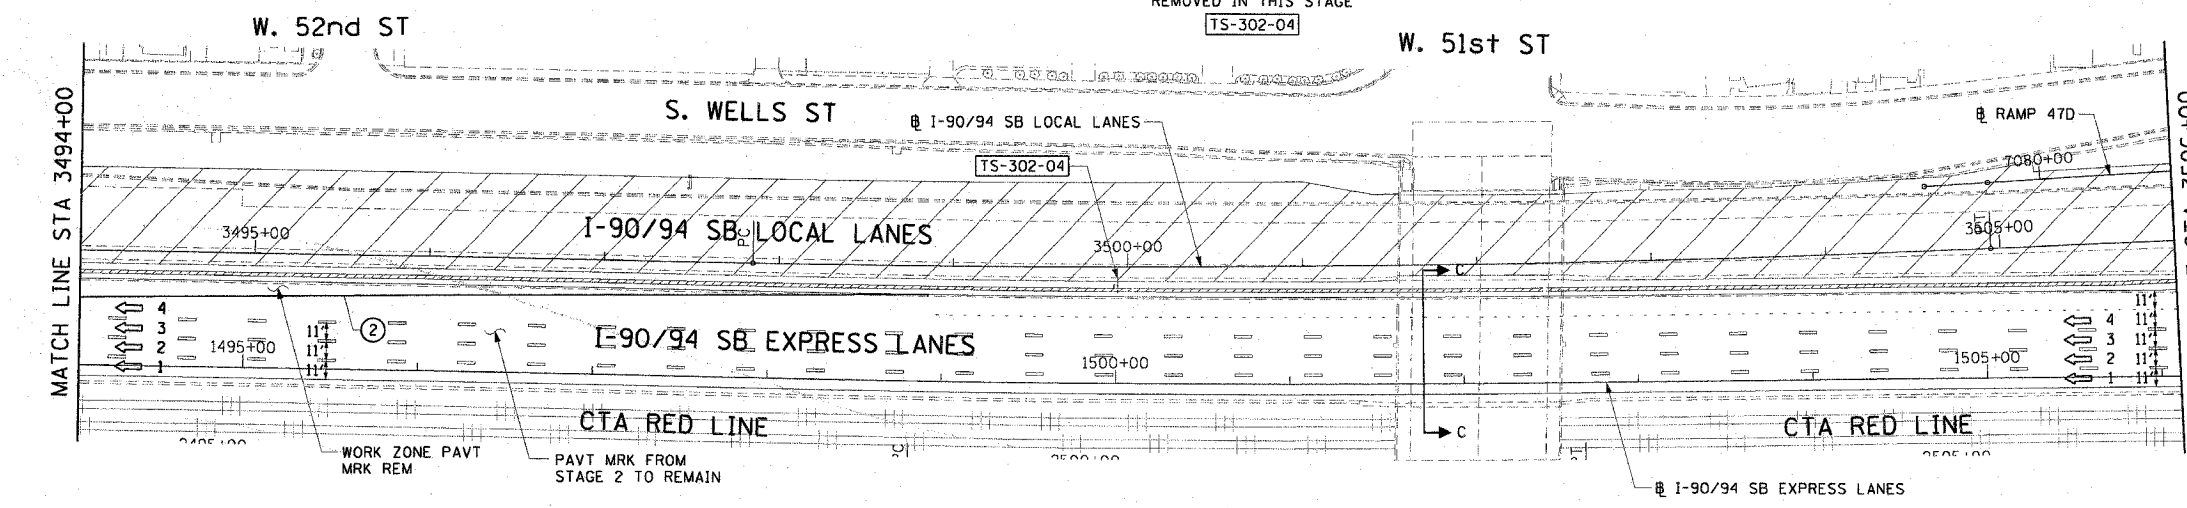 REMOVED IN THIS STAGE
TS-302-04
W. 52nd ST
W. 51st ST
MATCH LINE STA 3494+00
S. WELLS ST
℄ I-90/94 SB LOCAL LANES
℄ RAMP 47D
TS-302-04
7080+00
I-90/94 SB LOCAL LANES
3495+00
PC
3500+00
3505+00
C
4
3
2
1
11'
11'
11'
1495+00
2
I-90/94 SB EXPRESS LANES
1500+00
1505+00
4
3
2
1
11'
11'
11'
11'
11'
CTA RED LINE
C
CTA RED LINE
WORK ZONE PAVT
MRK REM
PAVT MRK FROM
STAGE 2 TO REMAIN
℄ I-90/94 SB EXPRESS LANES